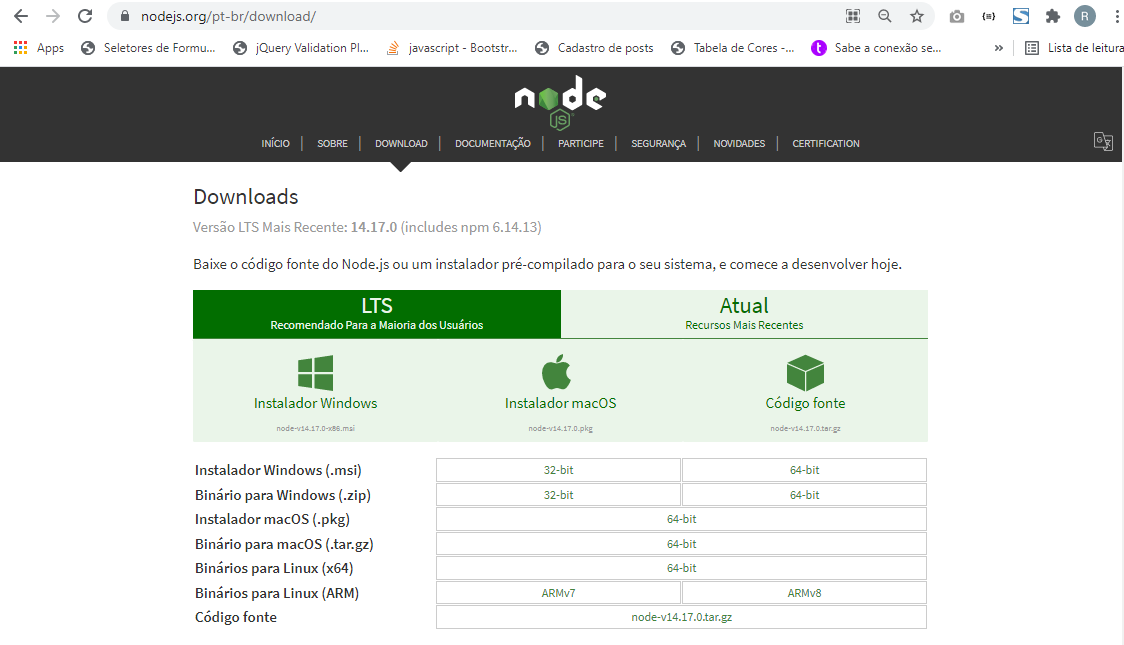 nodejs.org/pt-br/download/
R
Apps Seletores de Formu... jQuery Validation Pl... javascript - Bootstr... Cadastro de posts Tabela de Cores -... t Sabe a conexão se... » Lista de leitura
node
JS
INÍCIO SOBRE DOWNLOAD DOCUMENTAÇÃO PARTICIPE SEGURANÇA NOVIDADES CERTIFICATION
Downloads
Versão LTS Mais Recente: 14.17.0 (includes npm 6.14.13)
Baixe o código fonte do Node.js ou um instalador pré-compilado para o seu sistema, e comece a desenvolver hoje.
LTS
Recomendado Para a Maioria dos Usuários
Atual
Recursos Mais Recentes
Instalador Windows
node-v14.17.0-x86.msi
Instalador macOS
node-v14.17.0.pkg
Código fonte
node-v14.17.0.tar.gz
Instalador Windows (.msi) 32-bit 64-bit
Binário para Windows (.zip) 32-bit 64-bit
Instalador macOS (.pkg) 64-bit
Binário para macOS (.tar.gz) 64-bit
Binários para Linux (x64) 64-bit
Binários para Linux (ARM) ARMv7 ARMv8
Código fonte node-v14.17.0.tar.gz